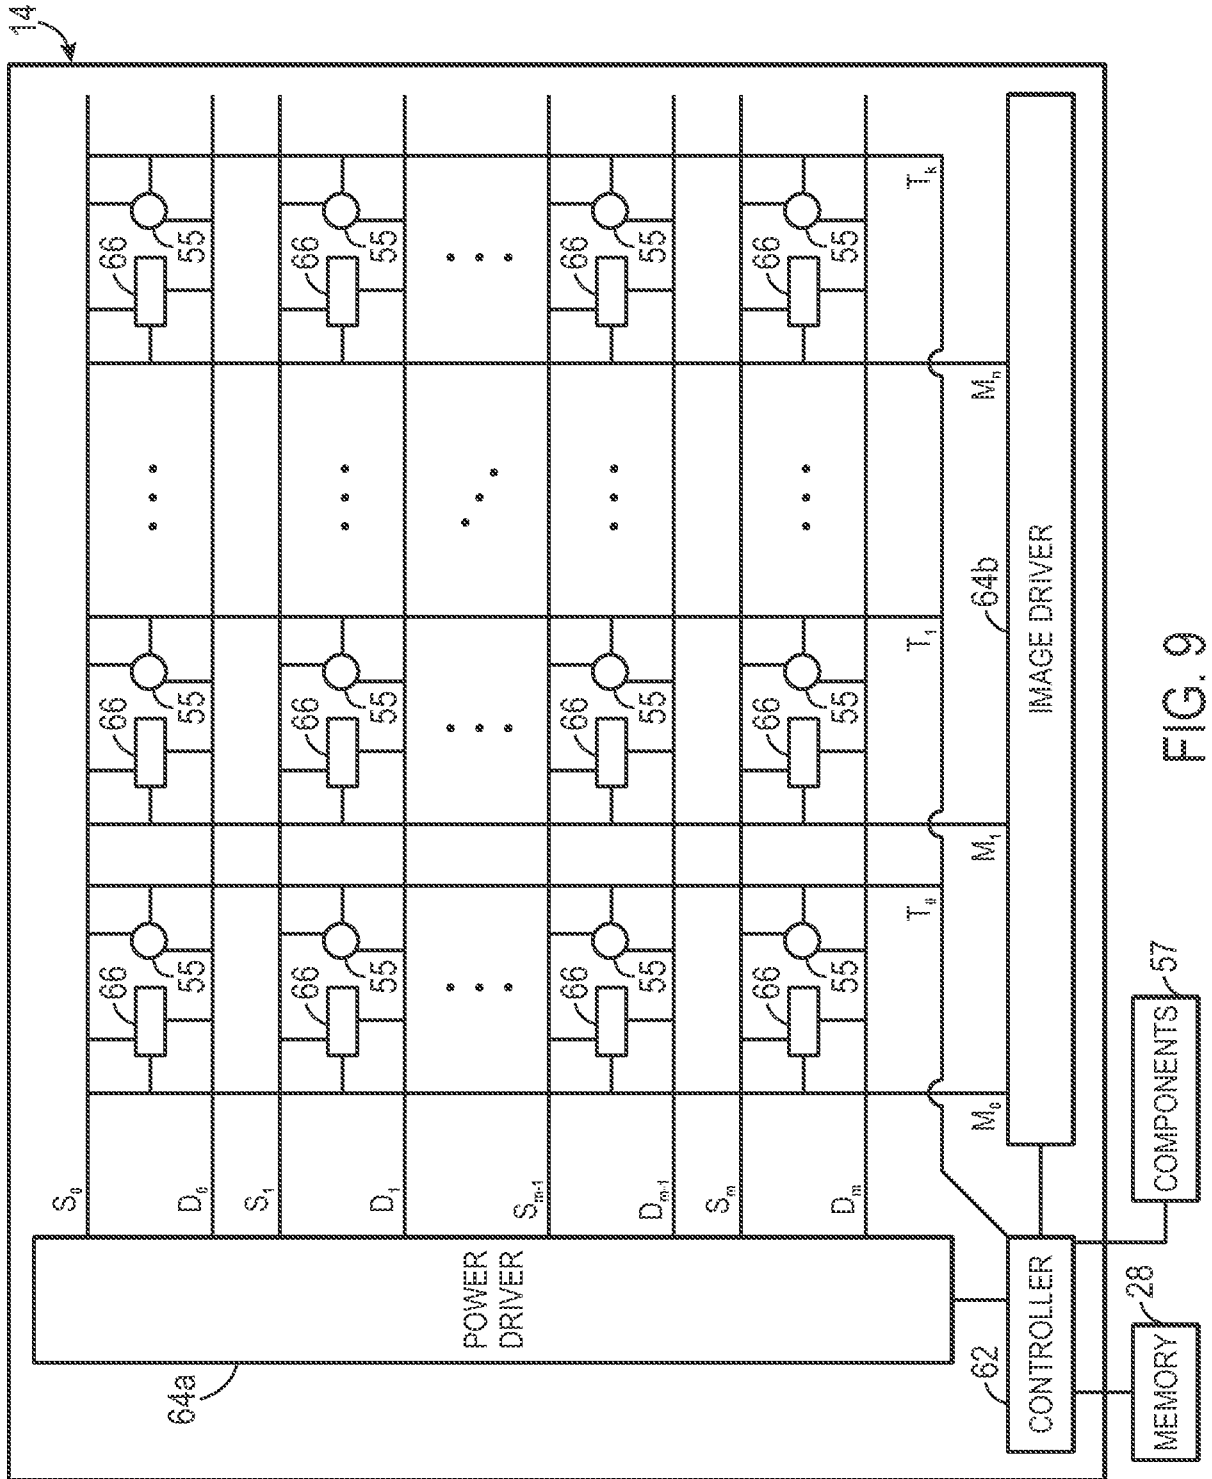 14
S₀
66 66 66
64a D₀ 55 55 55
S₁
66 66 66
D₁ 55 55 55
POWER
DRIVER
Sₘ₋₁
66 66 66
Dₘ₋₁ 55 55 55
Sₘ
66 66 66
Dₘ 55 55 55
T₀ T₁ Tₖ
M₀ M₁ Mₙ
62 64b
CONTROLLER IMAGE DRIVER
28 57
MEMORY COMPONENTS
FIG. 9